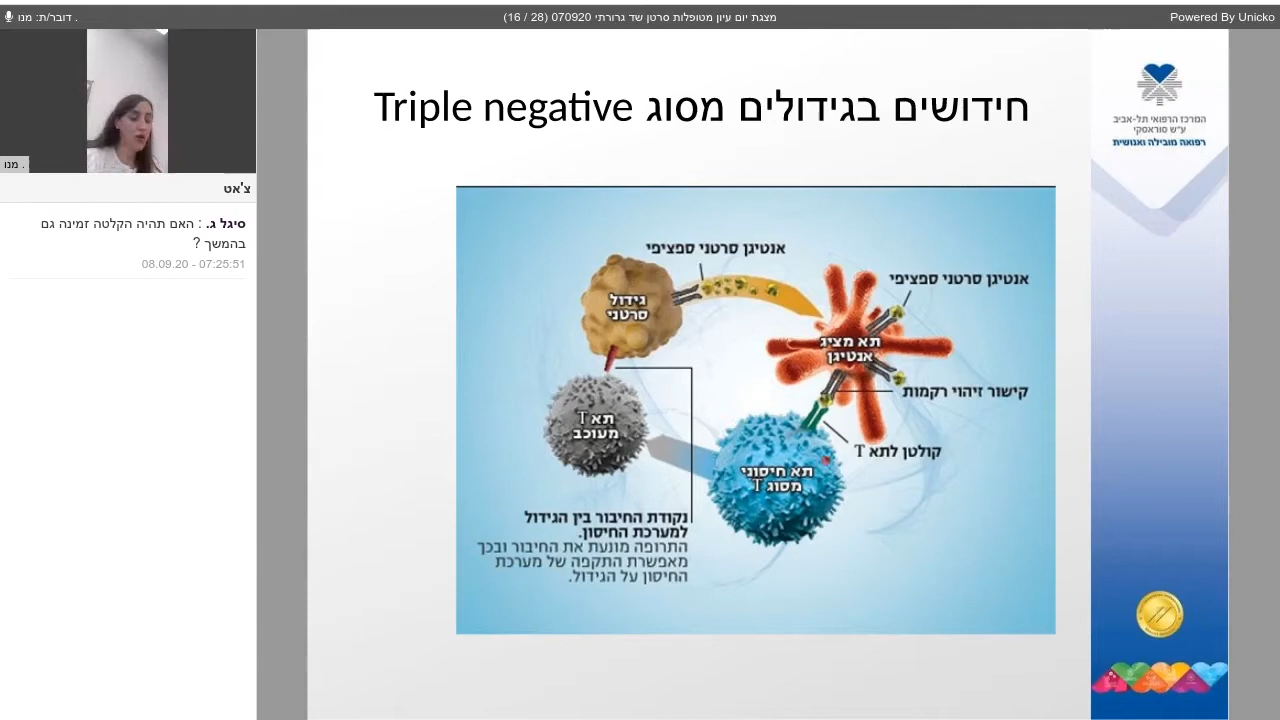 דובר/ת: מנו .
מצגת יום עיון מטופלות סרטן שד גרורתי 070920 (28 / 16)
Powered By Unicko
מנו .
צ'אט
סיגל ג. : האם תהיה הקלטה זמינה גם
בהמשך ?
08.09.20 - 07:25:51
חידושים בגידולים מסוג Triple negative
המרכז הרפואי תל-אביב
ע"ש סוראסקי
רפואה מובילה ואנושית
אנטיגן סרטני ספציפי
אנטיגן סרטני ספציפי
גידול
סרטני
תא מציג
אנטיגן
קישור זיהוי רקמות
תא T
מעוכב
קולטן לתא T
תא חיסוני
מסוג T
נקודת החיבור בין הגידול
למערכת החיסון.
התרופה מונעת את החיבור ובכך
מאפשרת התקפה של מערכת
החיסון על הגידול.